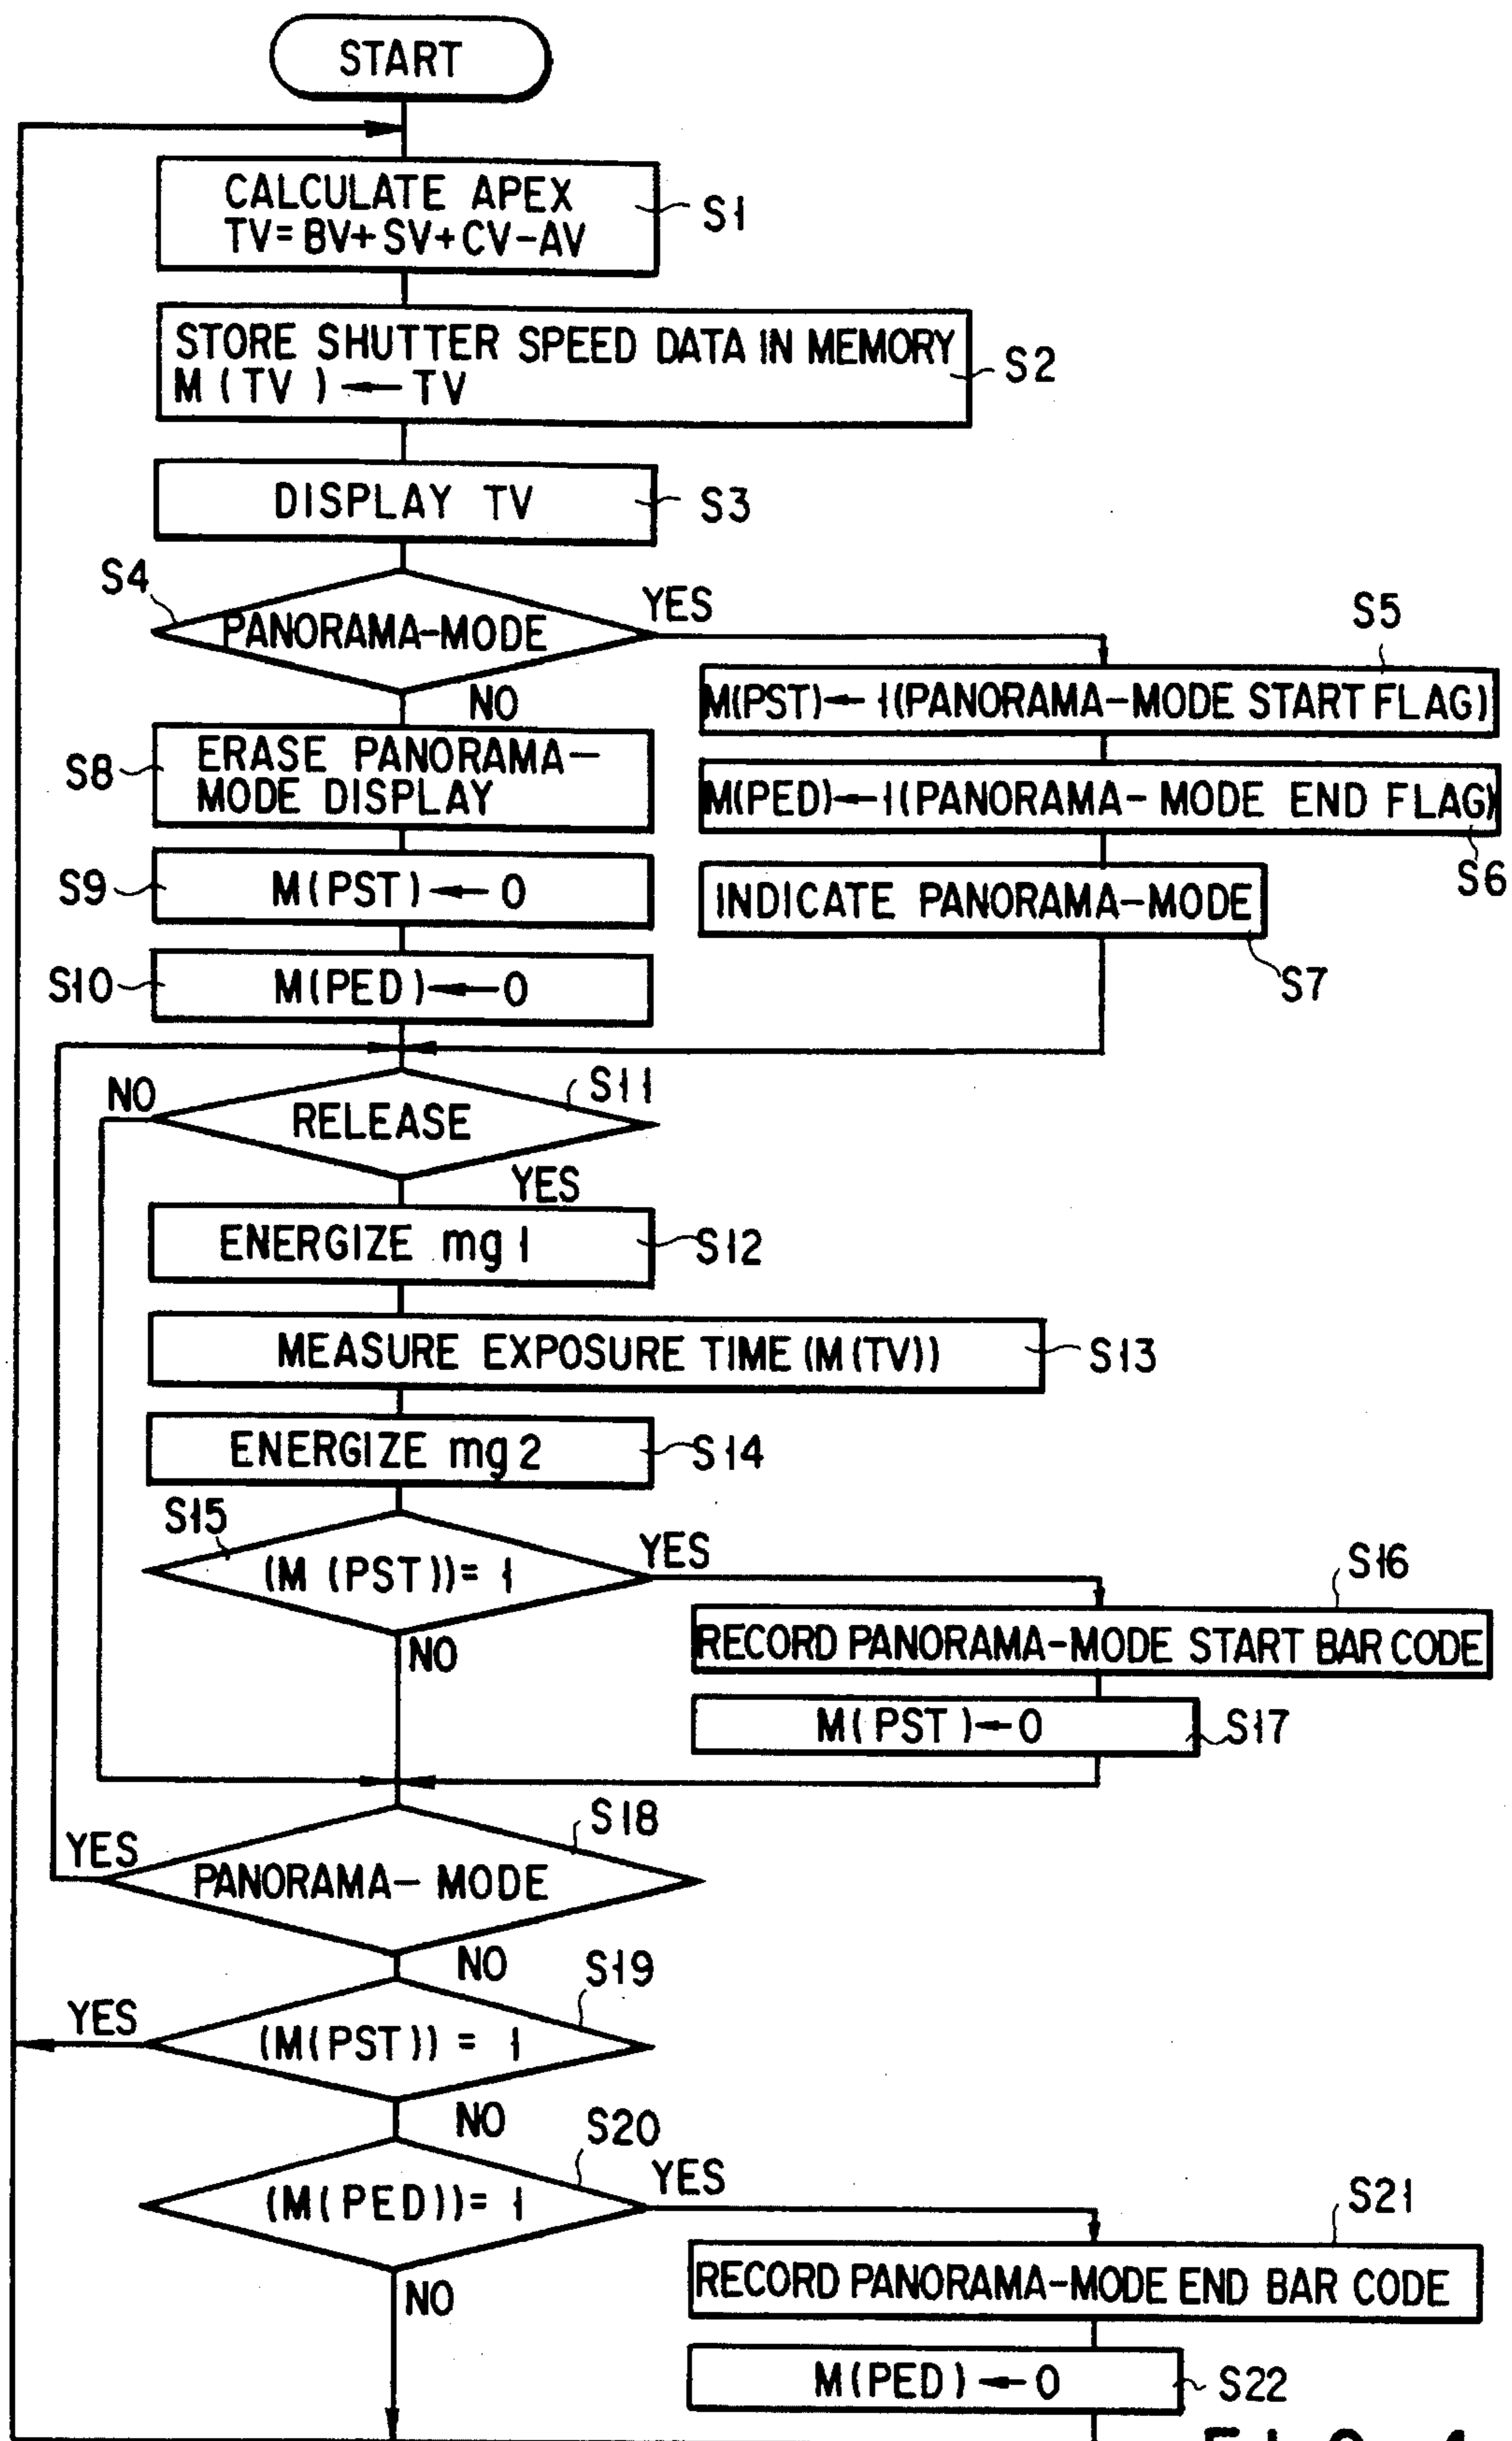 START
CALCULATE APEX
TV=BV+SV+CV-AV
S1
STORE SHUTTER SPEED DATA IN MEMORY
M(TV) ← TV
S2
DISPLAY TV
S3
S4
PANORAMA-MODE
YES
NO
S5
M(PST)←1(PANORAMA-MODE START FLAG)
M(PED)←1(PANORAMA-MODE END FLAG)
S6
INDICATE PANORAMA-MODE
S7
S8
ERASE PANORAMA-
MODE DISPLAY
S9
M(PST)←0
S10
M(PED)←0
NO
S11
RELEASE
YES
ENERGIZE mg1
S12
MEASURE EXPOSURE TIME (M(TV))
S13
ENERGIZE mg2
S14
S15
(M(PST))=1
YES
NO
S16
RECORD PANORAMA-MODE START BAR CODE
M(PST)←0
S17
S18
YES
PANORAMA-MODE
NO
S19
YES
(M(PST))=1
NO
S20
(M(PED))=1
YES
NO
S21
RECORD PANORAMA-MODE END BAR CODE
M(PED)←0
S22